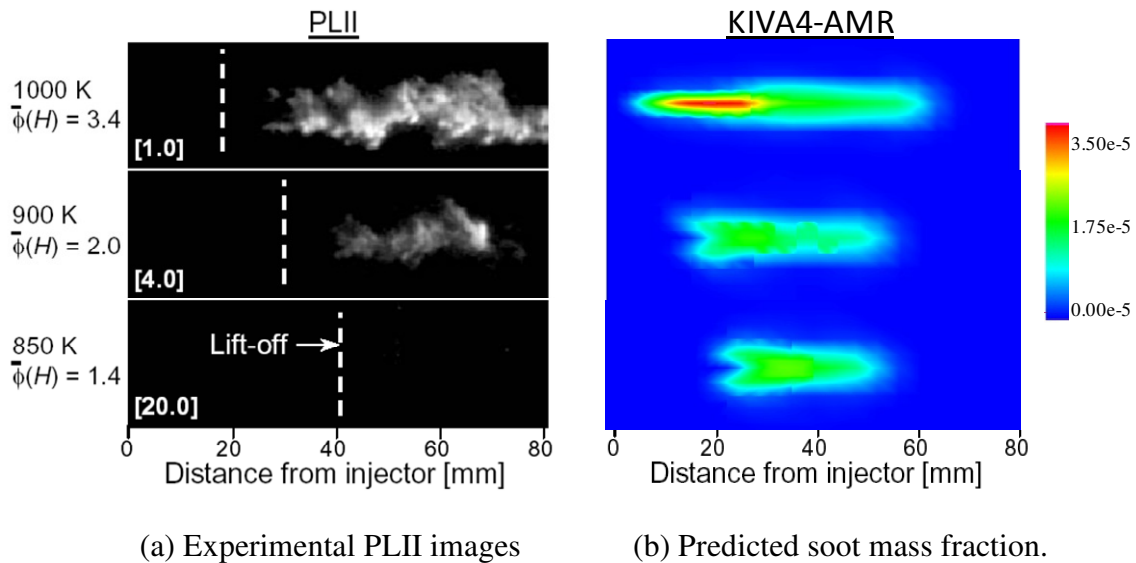 PLII
KIVA4-AMR
1000 K
ϕ̅(H) = 3.4
[1.0]
900 K
ϕ̅(H) = 2.0
[4.0]
850 K
ϕ̅(H) = 1.4
Lift-off
[20.0]
3.50e-5
1.75e-5
0.00e-5
0 20 40 60 80
Distance from injector [mm]
0 20 40 60 80
Distance from injector [mm]
(a) Experimental PLII images
(b) Predicted soot mass fraction.